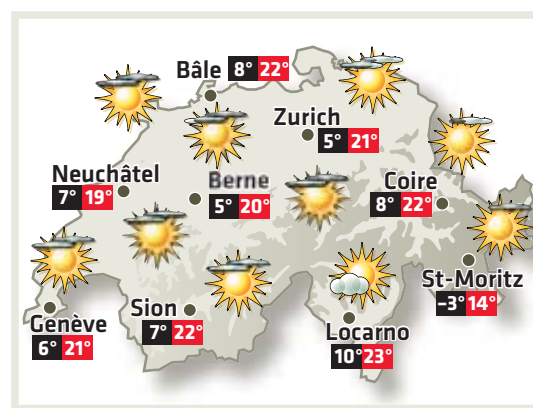 Bâle 8° 22°
Zurich
5° 21°
Neuchâtel
7° 19°
Berne
5° 20°
Coire
8° 22°
St-Moritz
–3° 14°
Sion
7° 22°
Genève
6° 21°
Locarno
10° 23°